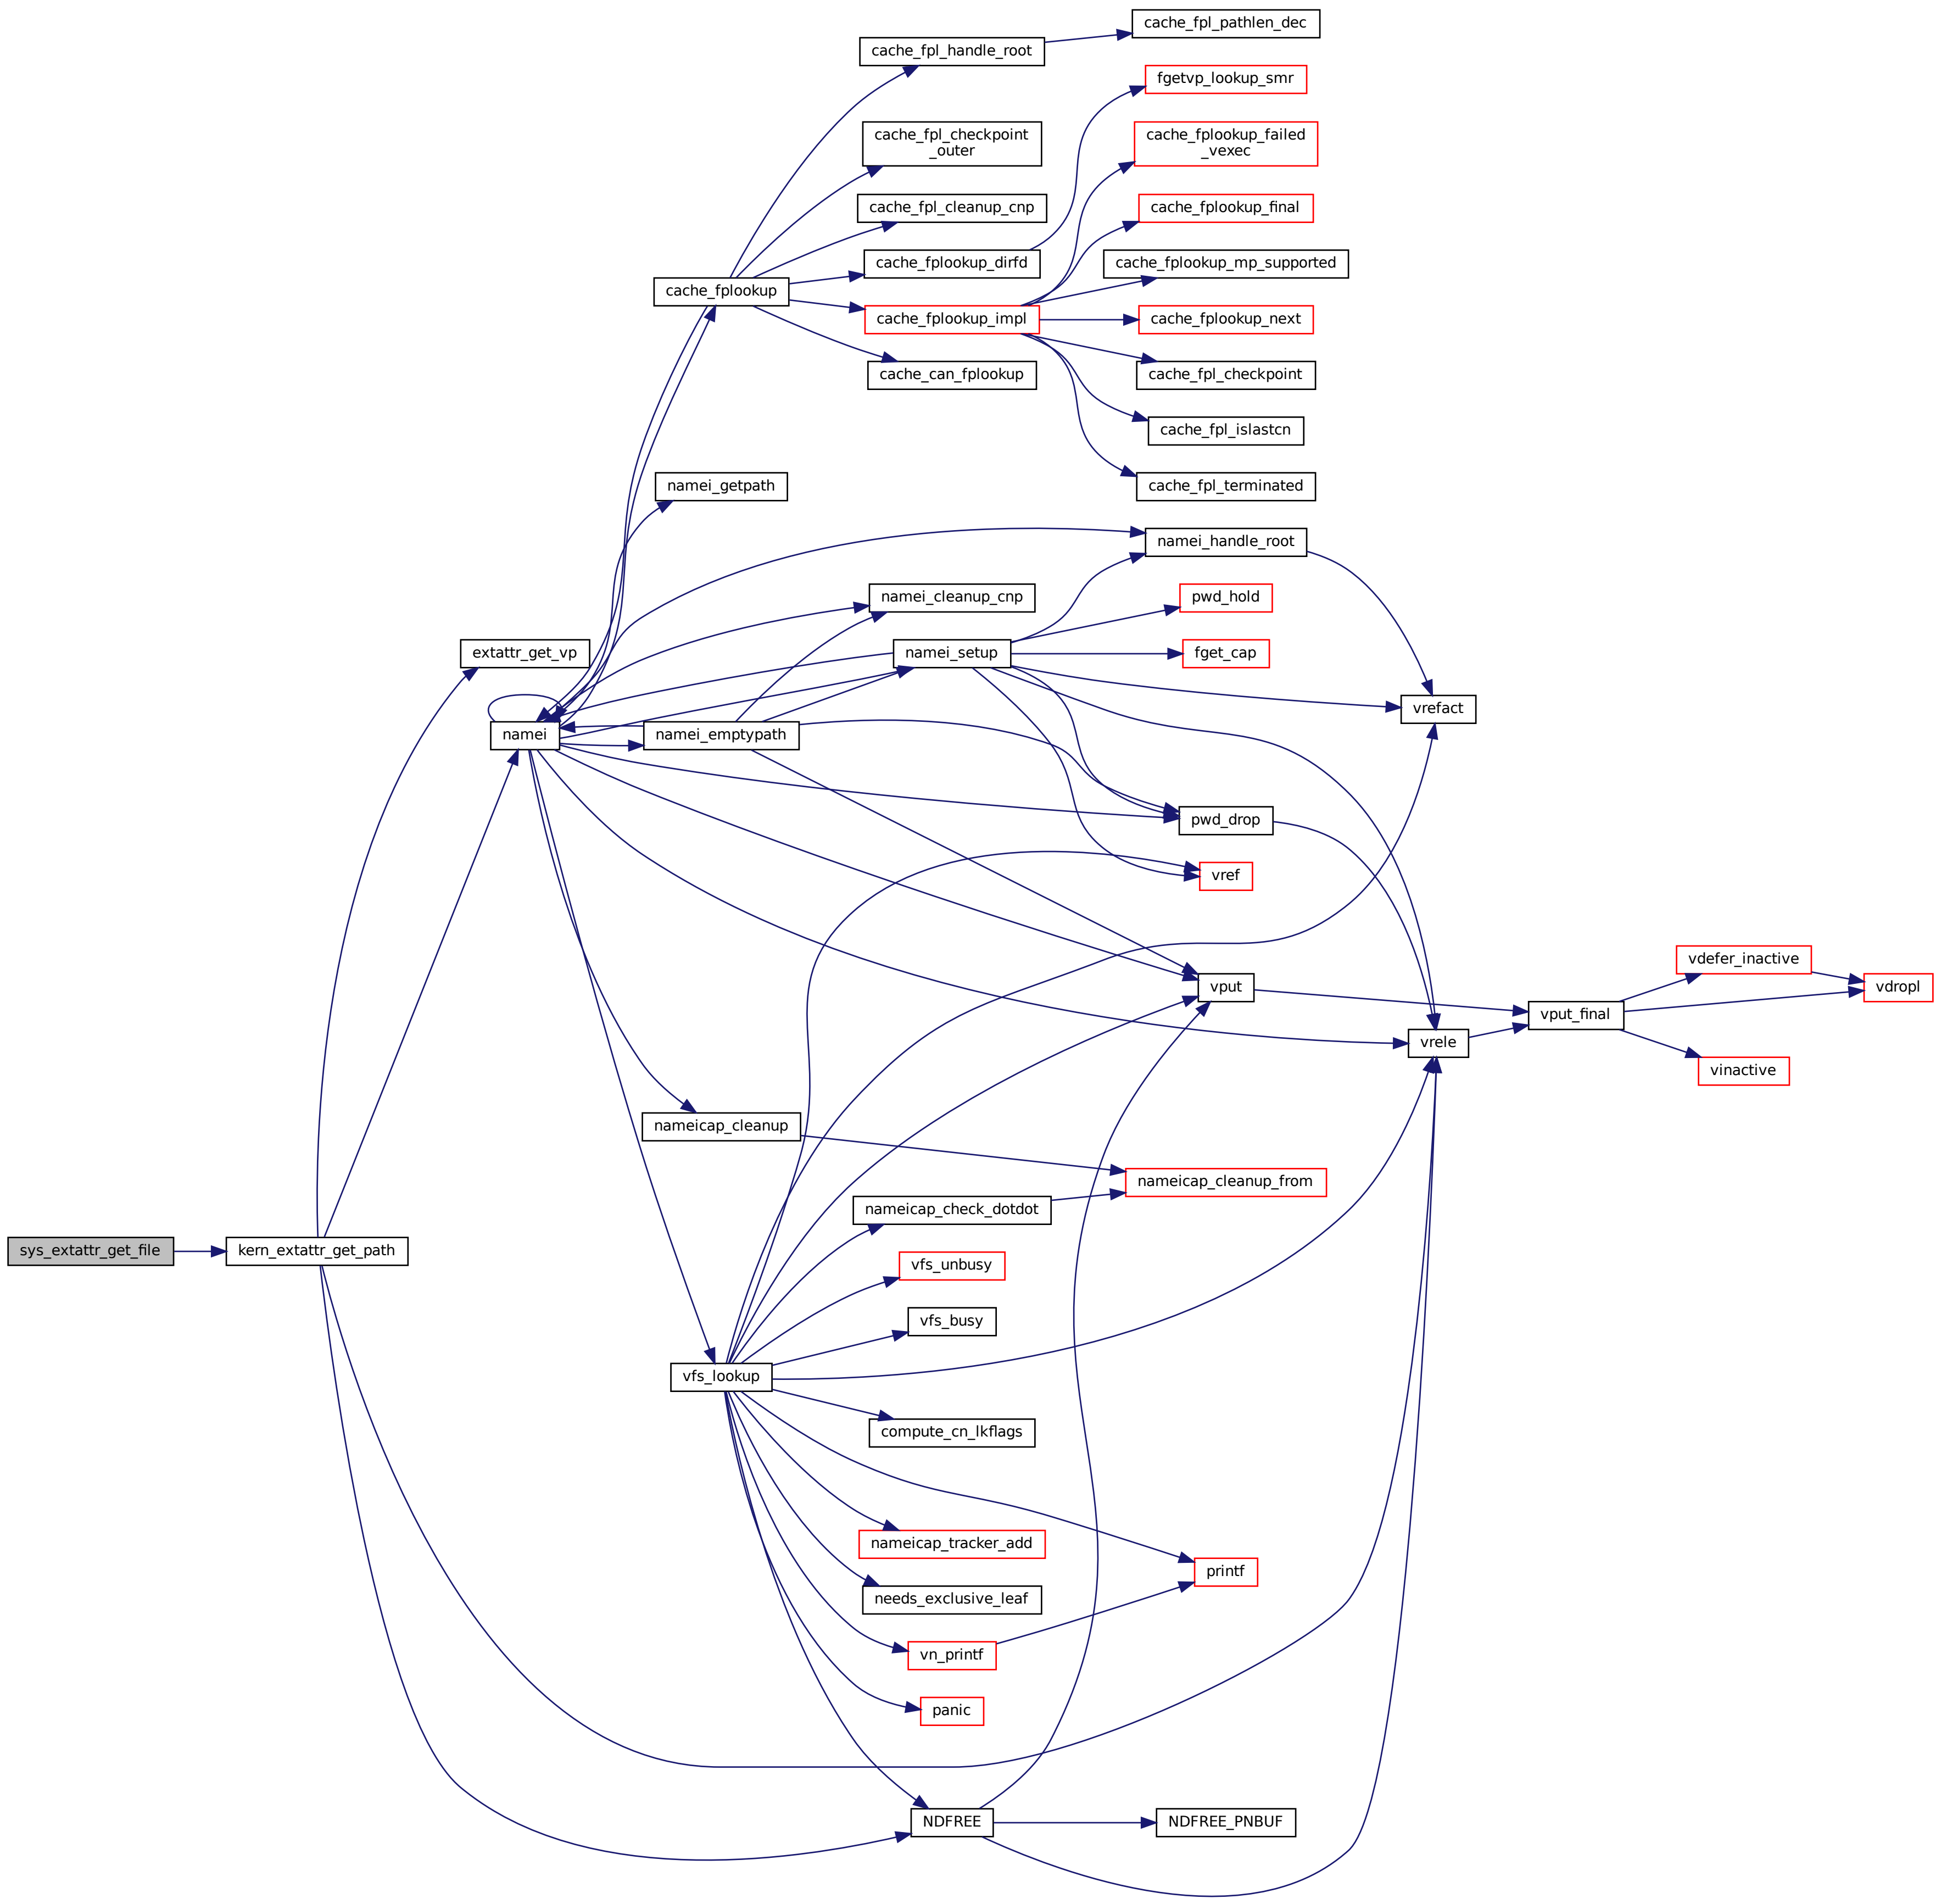 cache_fpl_pathlen_dec
cache_fpl_handle_root
fgetvp_lookup_smr
cache_fpl_checkpoint
_outer
cache_fplookup_failed
_vexec
cache_fpl_cleanup_cnp
cache_fplookup_final
cache_fplookup_dirfd
cache_fplookup_mp_supported
cache_fplookup
cache_fplookup_impl
cache_fplookup_next
cache_can_fplookup
cache_fpl_checkpoint
cache_fpl_islastcn
namei_getpath
cache_fpl_terminated
namei_handle_root
namei_cleanup_cnp
pwd_hold
extattr_get_vp
namei_setup
fget_cap
vrefact
namei
namei_emptypath
pwd_drop
vref
vdefer_inactive
vput
vdropl
vput_final
vrele
vinactive
nameicap_cleanup
nameicap_cleanup_from
nameicap_check_dotdot
sys_extattr_get_file
kern_extattr_get_path
vfs_unbusy
vfs_busy
vfs_lookup
compute_cn_lkflags
nameicap_tracker_add
printf
needs_exclusive_leaf
vn_printf
panic
NDFREE
NDFREE_PNBUF